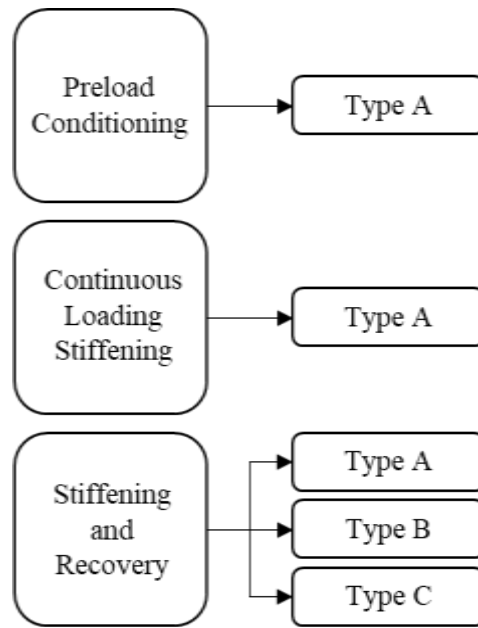 Preload
Conditioning
Type A
Continuous
Loading
Stiffening
Type A
Stiffening
and
Recovery
Type A
Type B
Type C